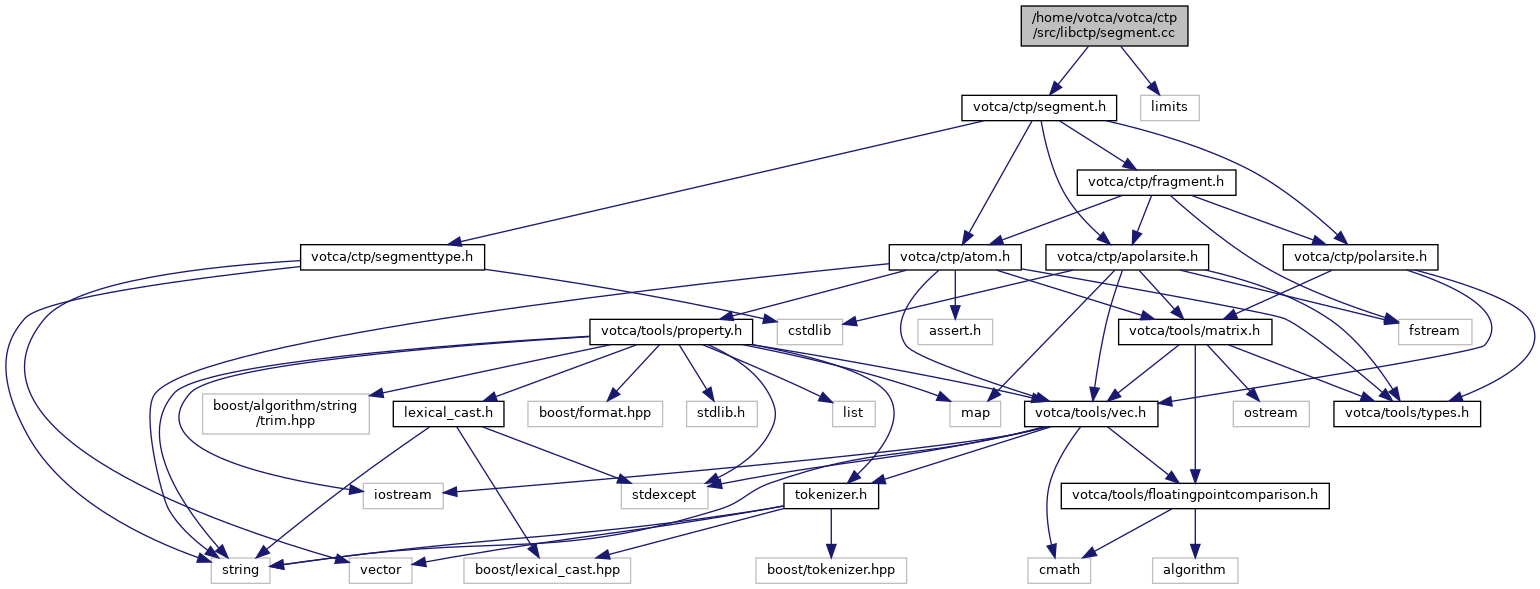 /home/votca/votca/ctp
/src/libctp/segment.cc
votca/ctp/segment.h
limits
votca/ctp/fragment.h
votca/ctp/segmenttype.h
votca/ctp/atom.h
votca/ctp/apolarsite.h
votca/ctp/polarsite.h
votca/tools/property.h
cstdlib
assert.h
votca/tools/matrix.h
fstream
boost/algorithm/string
/trim.hpp
lexical_cast.h
boost/format.hpp
stdlib.h
list
map
votca/tools/vec.h
ostream
votca/tools/types.h
iostream
stdexcept
tokenizer.h
votca/tools/floatingpointcomparison.h
string
vector
boost/lexical_cast.hpp
boost/tokenizer.hpp
cmath
algorithm